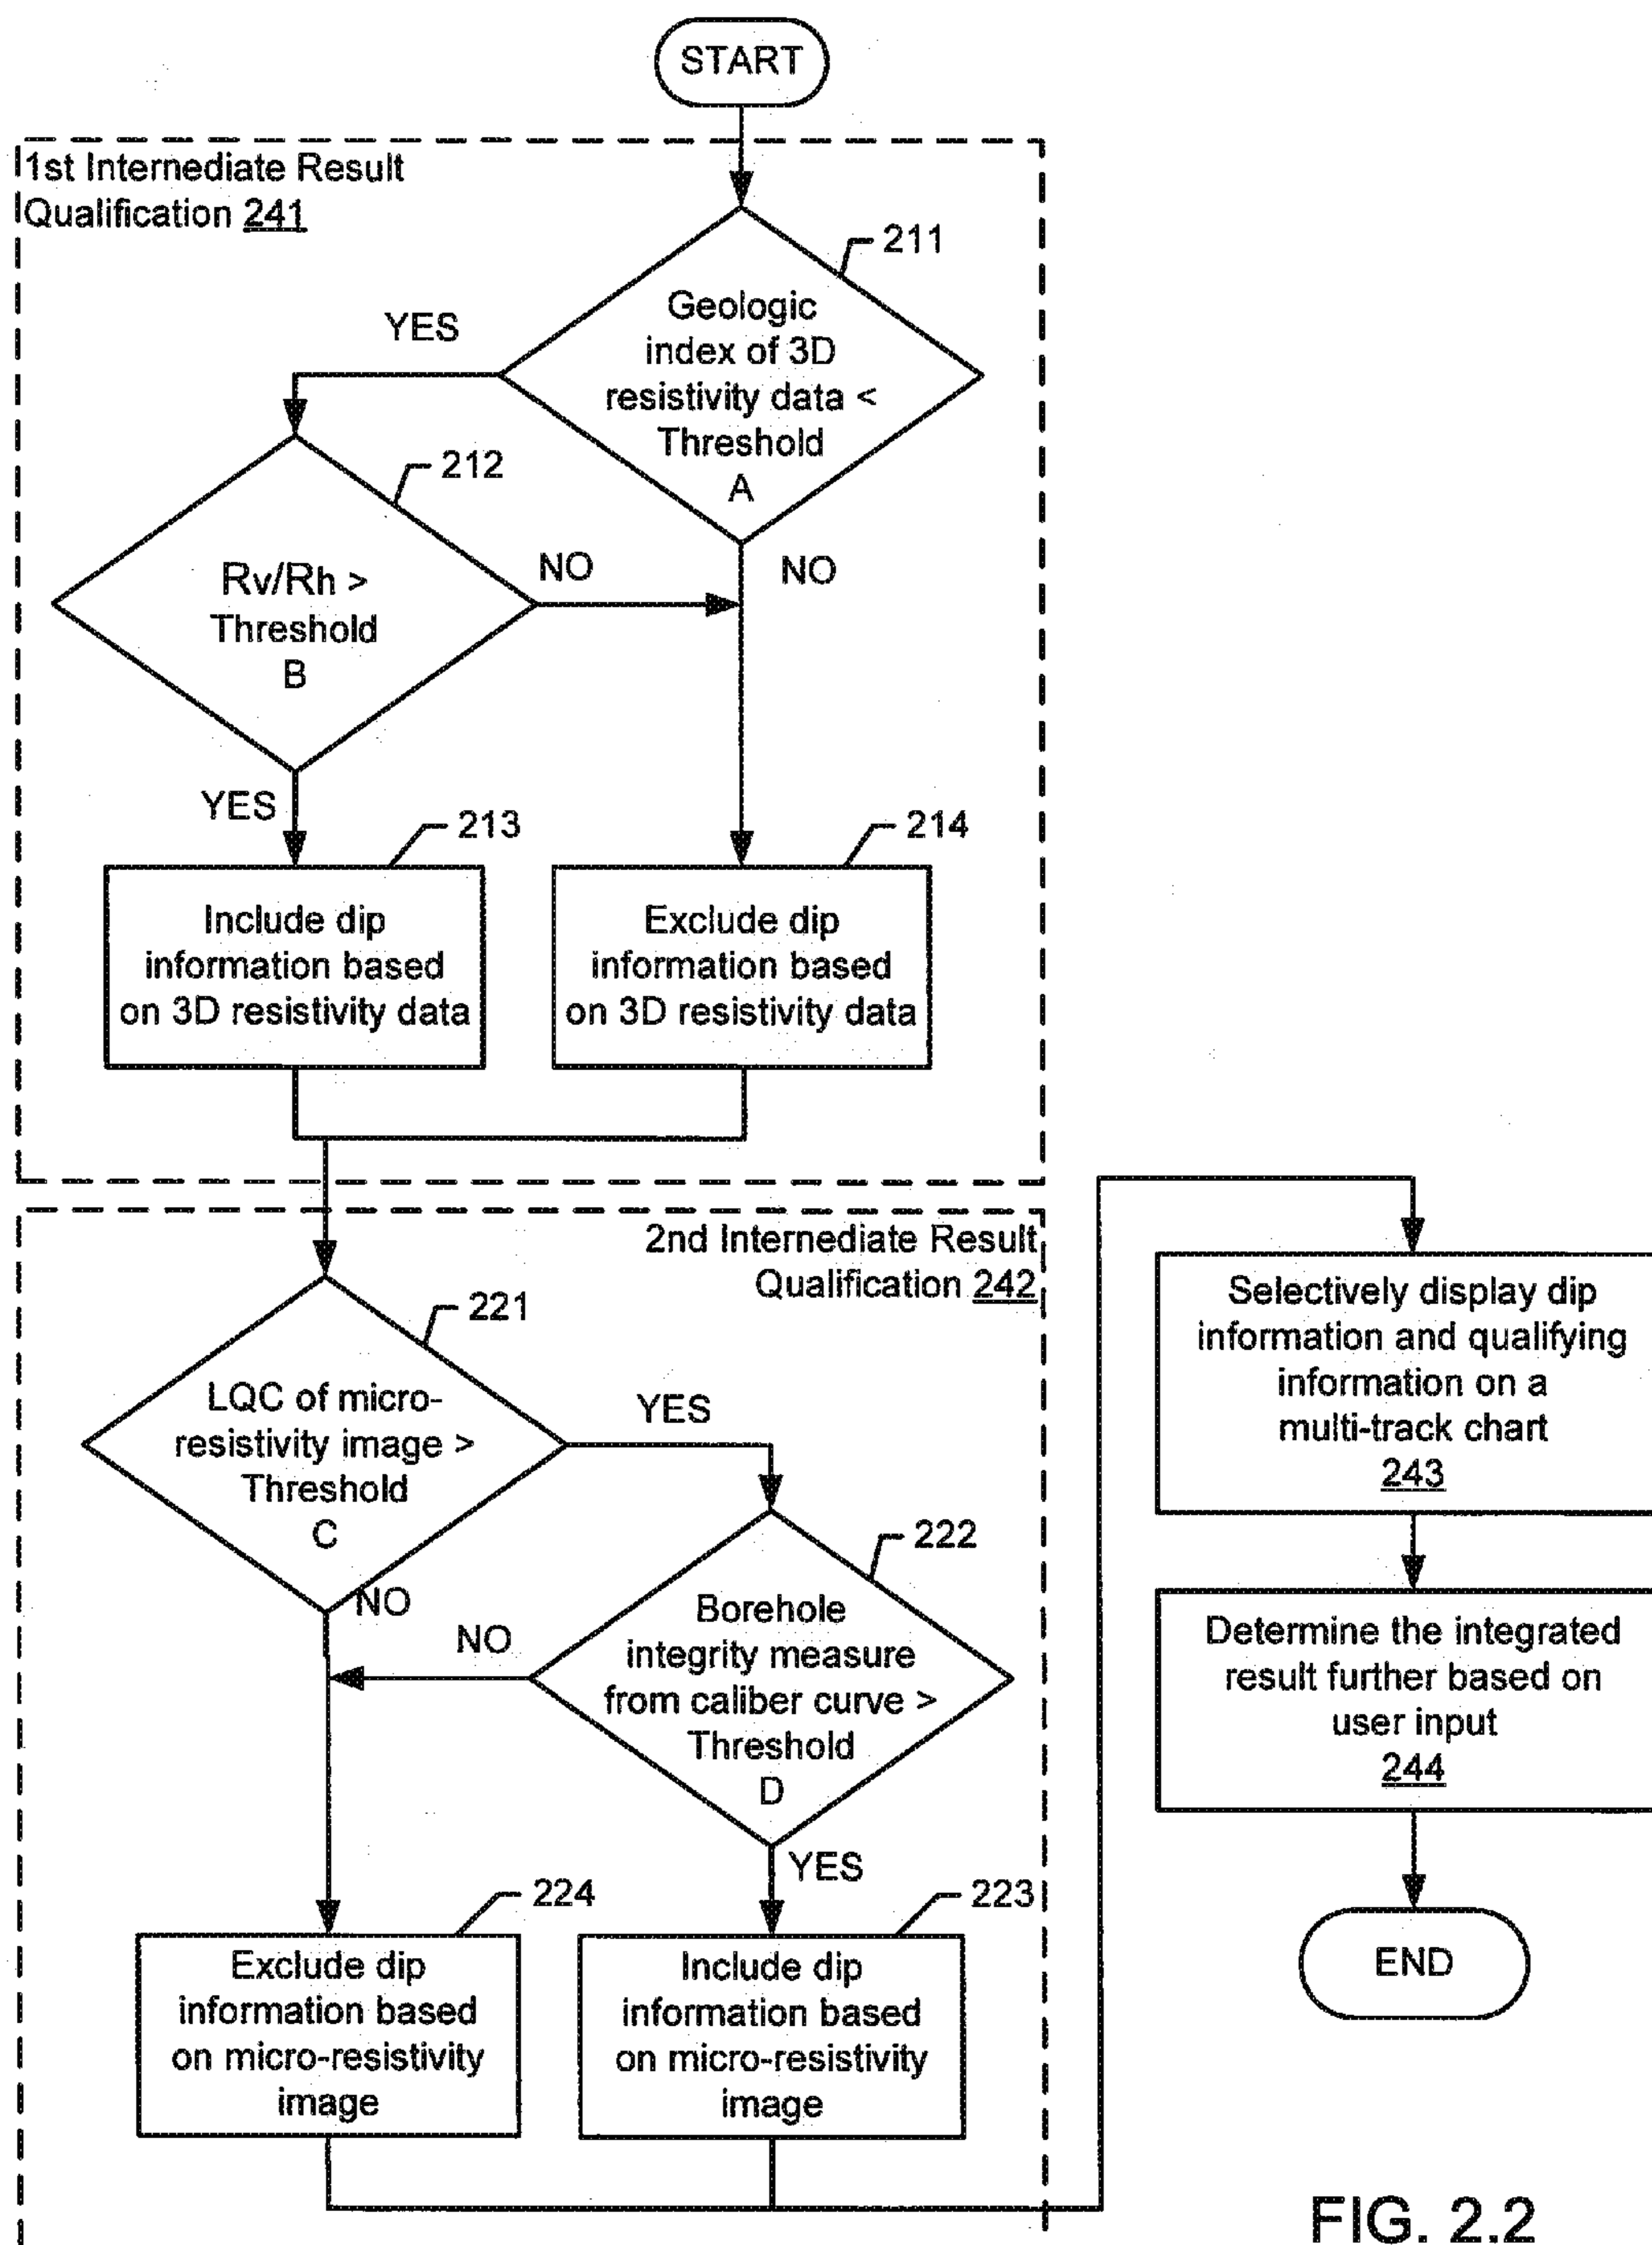 START
1st Internediate Result
Qualification 241
211
Geologic
index of 3D
resistivity data <
Threshold
A
YES
NO
212
Rv/Rh >
Threshold
B
NO
YES
213
Include dip
information based
on 3D resistivity data
214
Exclude dip
information based
on 3D resistivity data
2nd Internediate Result
Qualification 242
221
LQC of micro-
resistivity image >
Threshold
C
YES
NO
222
Borehole
integrity measure
from caliber curve >
Threshold
D
NO
YES
224
Exclude dip
information based
on micro-resistivity
image
223
Include dip
information based
on micro-resistivity
image
Selectively display dip
information and qualifying
information on a
multi-track chart
243
Determine the integrated
result further based on
user input
244
END
FIG. 2.2